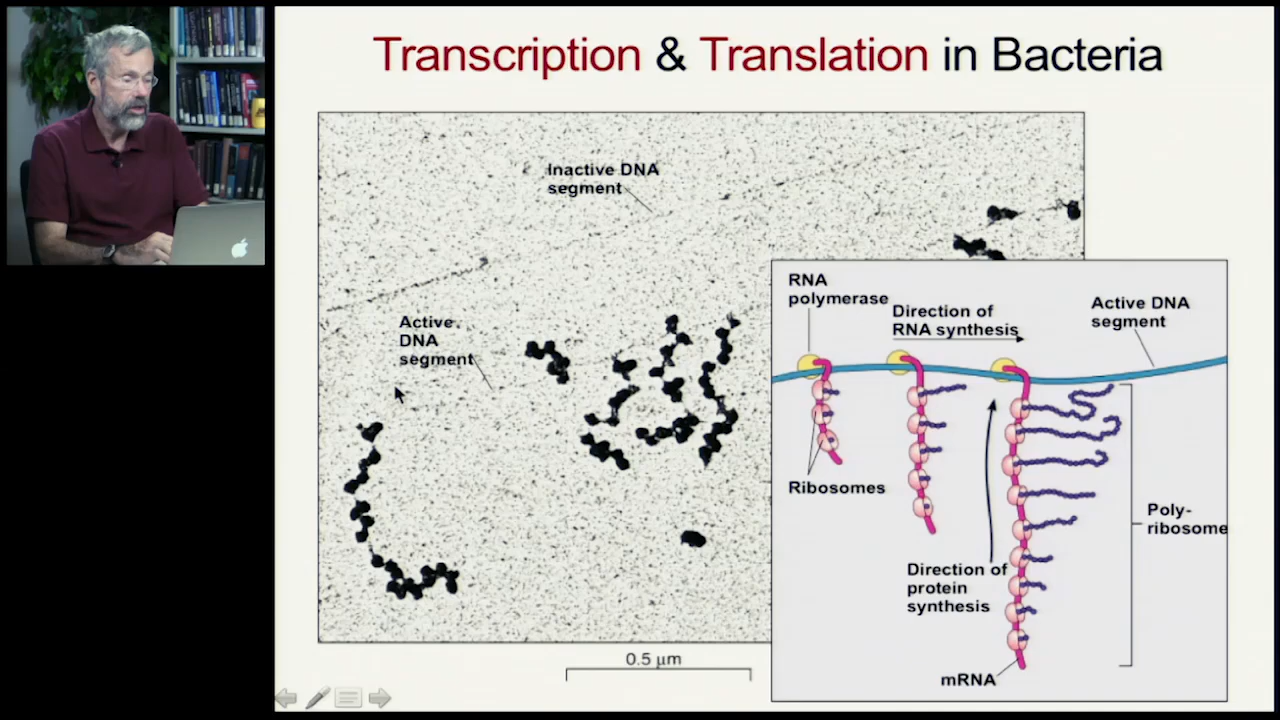 Transcription & Translation in Bacteria
Inactive DNA
segment
Active
DNA
segment
0.5 µm
RNA
polymerase
Direction of
RNA synthesis
Active DNA
segment
Ribosomes
Poly-
ribosome
Direction of
protein
synthesis
mRNA